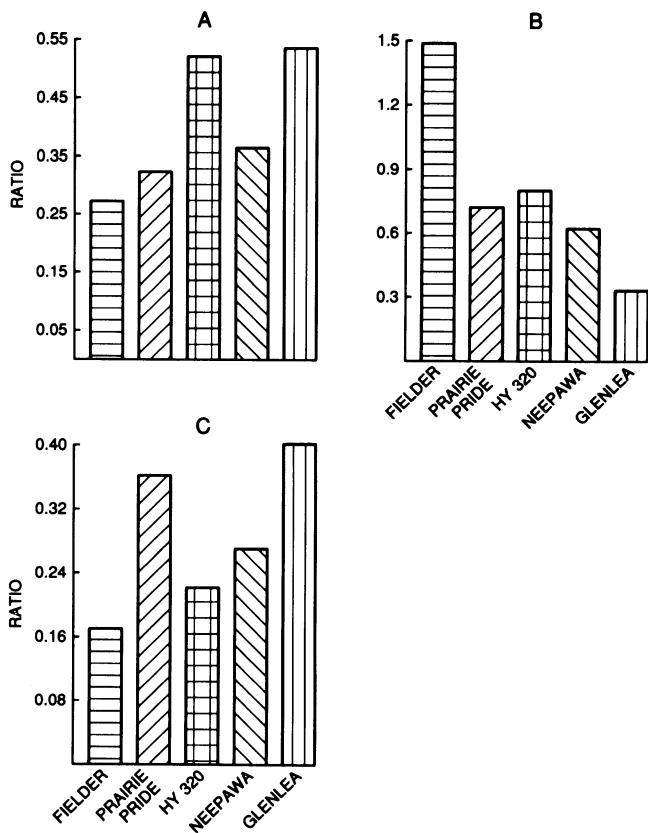 A
0.55
0.45
0.35
0.25
0.15
0.05
RATIO
B
1.5
1.2
0.9
0.6
0.3
FIELDER
PRAIRIE
PRIDE
HY 320
NEEPAWA
GLENLEA
C
0.40
0.32
0.24
0.16
0.08
RATIO
FIELDER
PRAIRIE
PRIDE
HY 320
NEEPAWA
GLENLEA